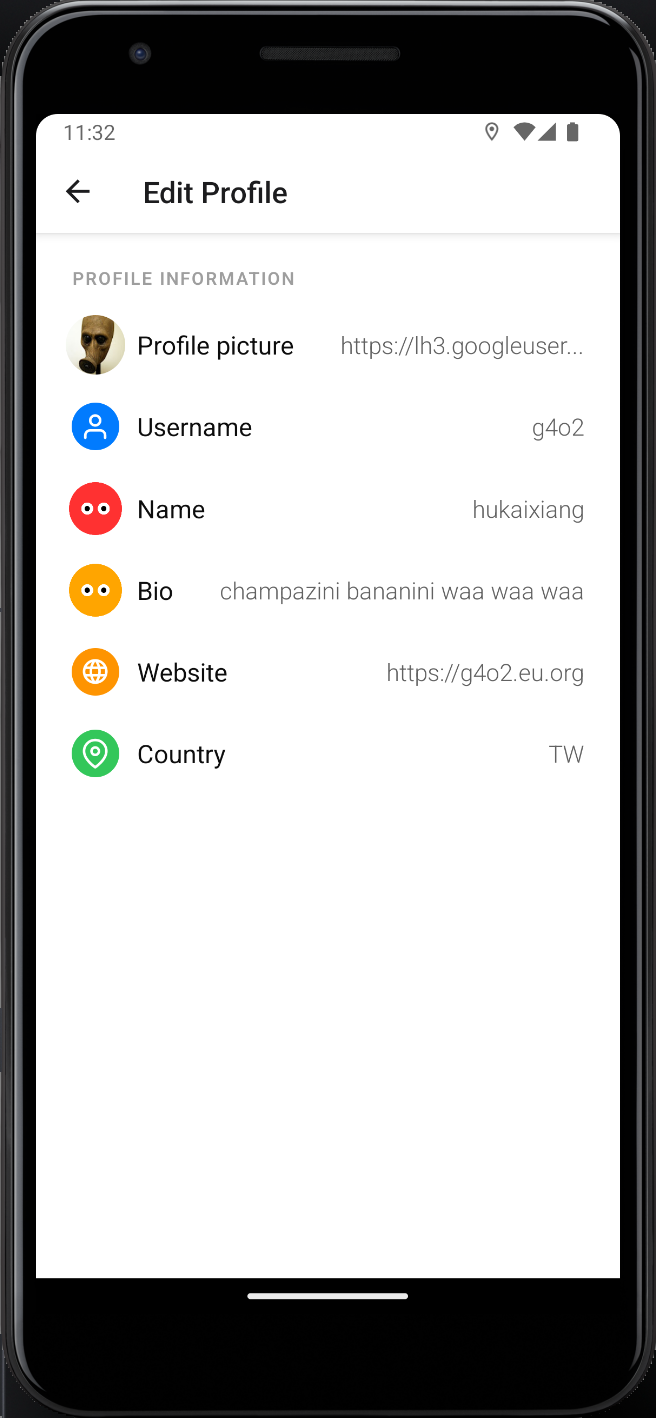 11:32
Edit Profile
PROFILE INFORMATION
Profile picture https://lh3.googleuser...
Username g4o2
Name hukaixiang
Bio champazini bananini waa waa waa
Website https://g4o2.eu.org
Country TW